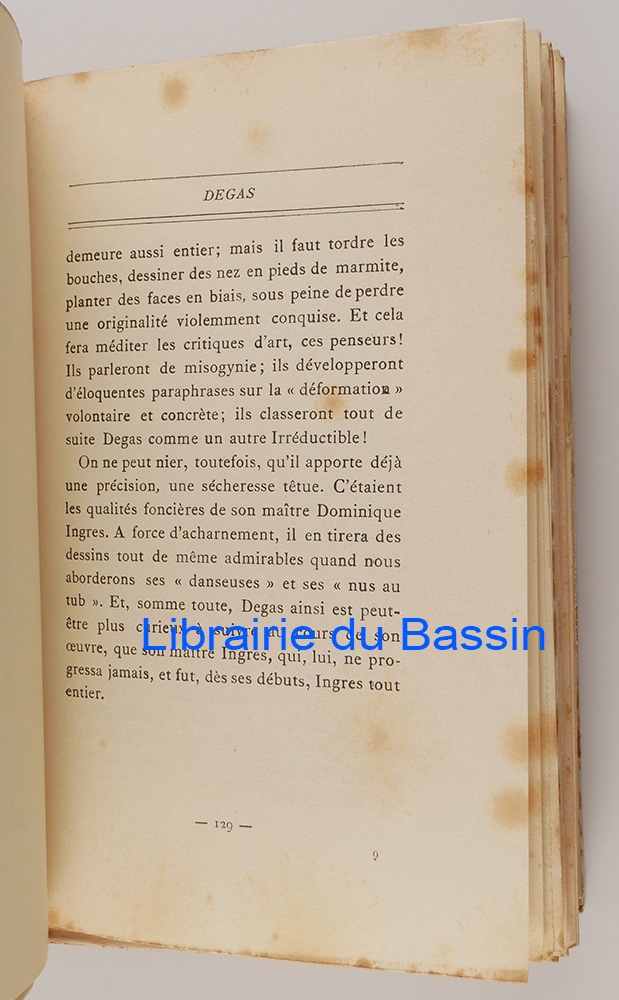 DEGAS
demeure aussi entier; mais il faut tordre les
bouches, dessiner des nez en pieds de marmite,
planter des faces en biais, sous peine de perdre
une originalité violemment conquise. Et cela
fera méditer les critiques d'art, ces penseurs!
Ils parleront de misogynie; ils développeront
d'éloquentes paraphrases sur la « déformation »
volontaire et concrète; ils classeront tout de
suite Degas comme un autre Irréductible!
On ne peut nier, toutefois, qu'il apporte déjà
une précision, une sécheresse têtue. C'étaient
les qualités foncières de son maître Dominique
Ingres. A force d'acharnement, il en tirera des
dessins tout de même admirables quand nous
aborderons ses « danseuses » et ses « nus au
tub ». Et, somme toute, Degas ainsi est peut-
être plus curieux à suivre au cours de son
Librairie du Bassin
œuvre, que son maître Ingres, qui, lui, ne pro-
gressa jamais, et fut, dès ses débuts, Ingres tout
entier.
— 129 —
9